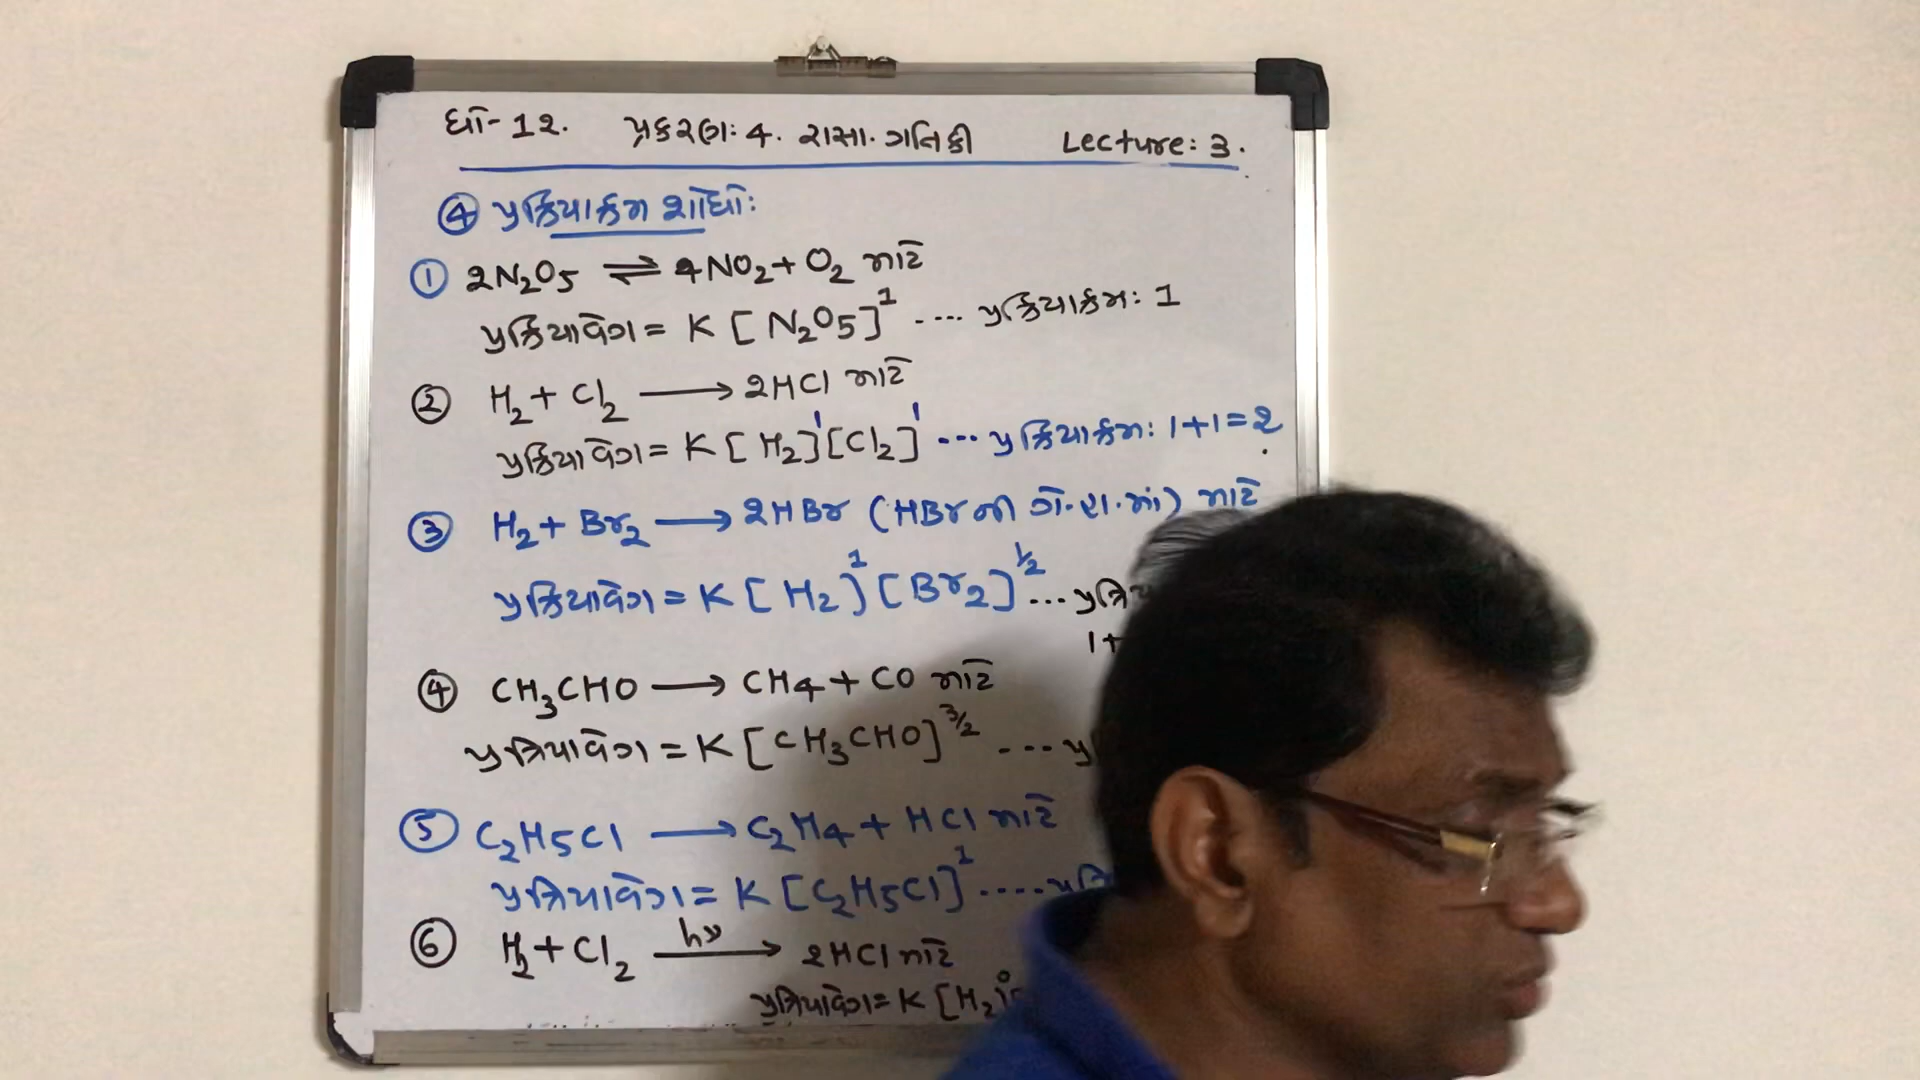 ધો- 12. પ્રકરણ: 4. રાસા. ગતિકી Lecture: 3.
④ પ્રક્રિયાક્રમ શોધો:
① 2N₂O5 ⇌ 4NO₂ + O₂ માટે
પ્રક્રિયાવેગ = K [N₂O5]¹ .... પ્રક્રિયાક્રમ: 1
② H₂ + Cl₂ ⟶ 2HCl માટે
પ્રક્રિયાવેગ = K [H₂]¹[Cl₂]¹ ... પ્રક્રિયાક્રમ: 1+1=2
③ H₂ + Br₂ ⟶ 2HBr (HBr ની ગે.હા.માં) માટે
પ્રક્રિયાવેગ = K [H₂]¹ [Br₂]^½ ...
1+
④ CH₃CHO ⟶ CH4 + CO માટે
પ્રક્રિયાવેગ = K [CH₃CHO]^3/2 ....
⑤ C₂H5Cl ⟶ C₂H4 + HCl માટે
પ્રક્રિયાવેગ = K [C₂H5Cl]¹ .....
⑥ H₂ + Cl₂ —hν⟶ 2HCl માટે
પ્રક્રિયાવેગ = K [H₂]⁰